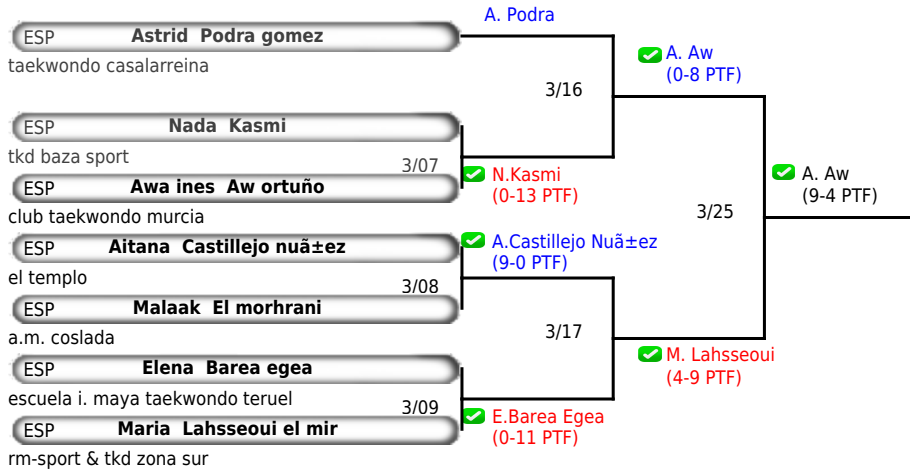 A. Podra
ESP Astrid Podra gomez
taekwondo casalarreina
A. Aw
(0-8 PTF)
3/16
ESP Nada Kasmi
tkd baza sport
3/07
N.Kasmi
(0-13 PTF)
A. Aw
(9-4 PTF)
ESP Awa ines Aw ortuño
club taekwondo murcia
3/25
ESP Aitana Castillejo nuã±ez
A.Castillejo Nuã±ez
(9-0 PTF)
el templo
3/08
ESP Malaak El morhrani
a.m. coslada
3/17
M. Lahsseoui
(4-9 PTF)
ESP Elena Barea egea
escuela i. maya taekwondo teruel
3/09
E.Barea Egea
(0-11 PTF)
ESP Maria Lahsseoui el mir
rm-sport & tkd zona sur